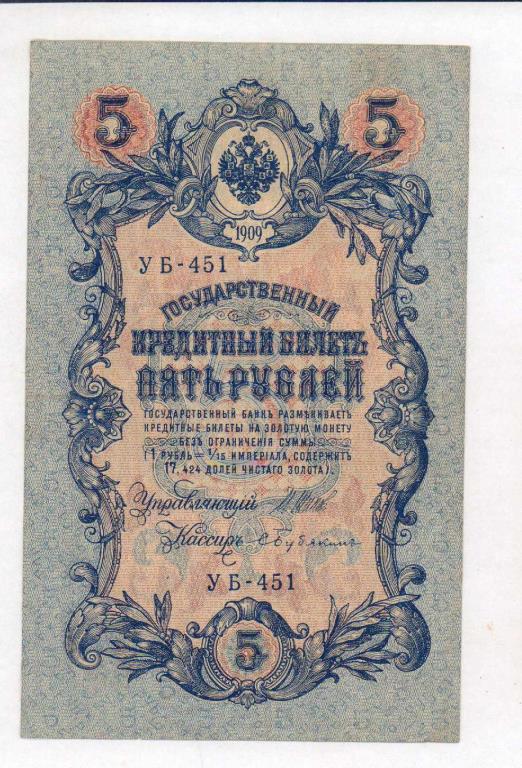 5 5
1909
УБ-451
ГОСУДАРСТВЕННЫЙ
КРЕДИТНЫЙ БИЛЕТЪ
ПЯТЬ РУБЛЕЙ
ГОСУДАРСТВЕННЫЙ БАНКЪ РАЗМѢНИВАЕТЪ
КРЕДИТНЫЕ БИЛЕТЫ НА ЗОЛОТУЮ МОНЕТУ
БЕЗЪ ОГРАНИЧЕНІЯ СУММЫ
(1 РУБЛЬ = 1/15 ИМПЕРІАЛА, СОДЕРЖИТЪ
17,424 ДОЛЕЙ ЧИСТАГО ЗОЛОТА).
Управляющій
Кассиръ
УБ-451
5